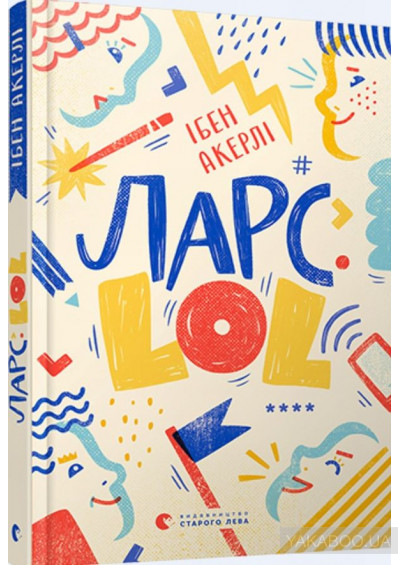 ІБЕН АКЕРЛІ
ЛАРС. LOL
ІБЕН
АКЕРЛІ
#
ЛАРС.
LOL
****
ВИДАВНИЦТВО
СТАРОГО ЛЕВА
YAKABOO.UA